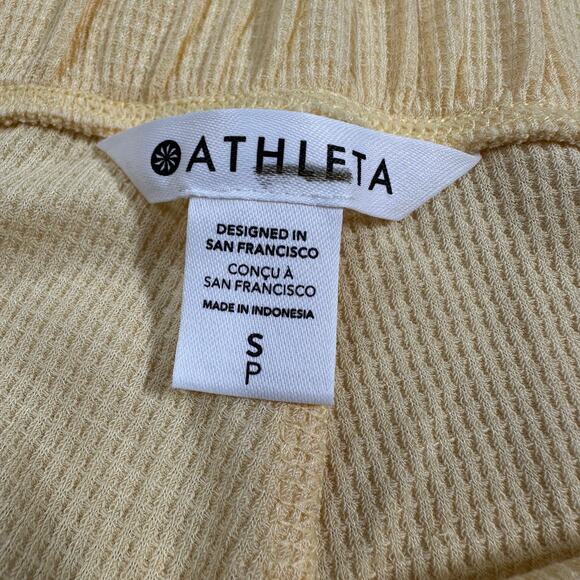 ATHLETA
DESIGNED IN
SAN FRANCISCO
CONÇU À
SAN FRANCISCO
MADE IN INDONESIA
S
P